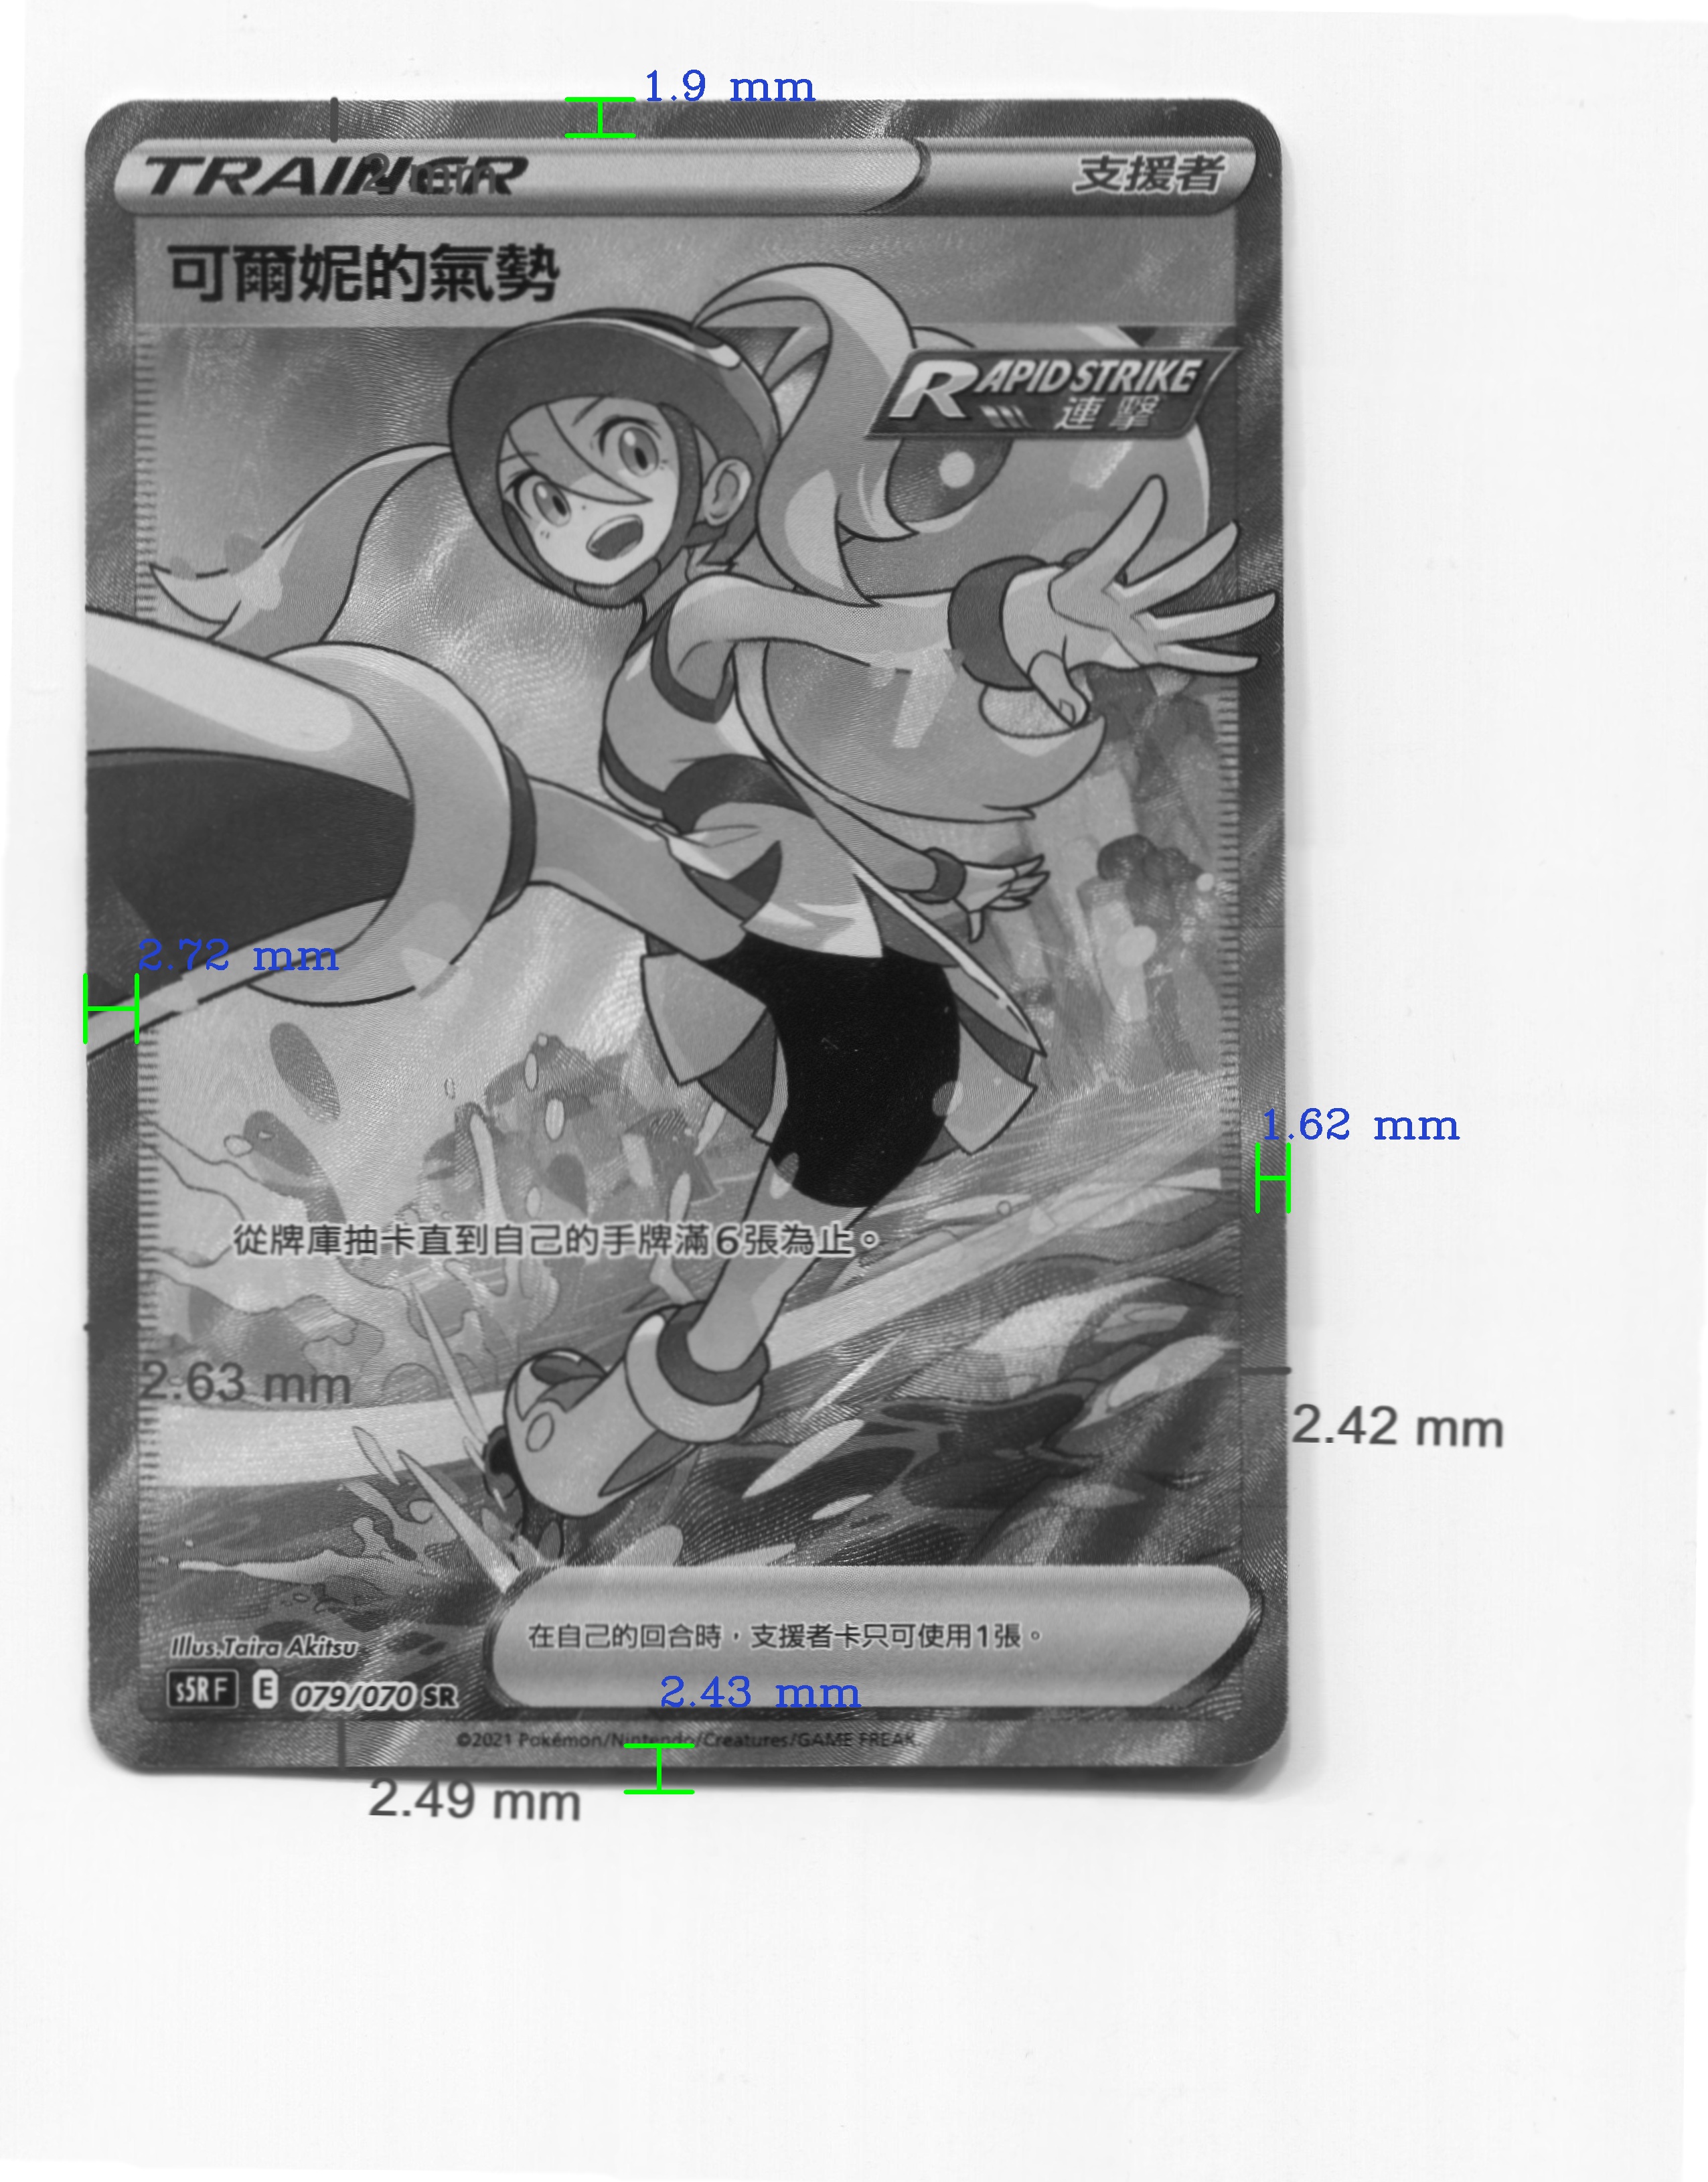 1.9 mm
TRAINER
2 mm
支援者
可爾妮的氣勢
RAPID STRIKE
連擊
2.72 mm
1.62 mm
從牌庫抽卡直到自己的手牌滿6張為止。
2.63 mm
2.42 mm
在自己的回合時，支援者卡只可使用1張。
Illus.Taira Akitsu
s5R F E 079/070 SR
2.43 mm
©2021 Pokémon/Nintendo/Creatures/GAME FREAK.
2.49 mm